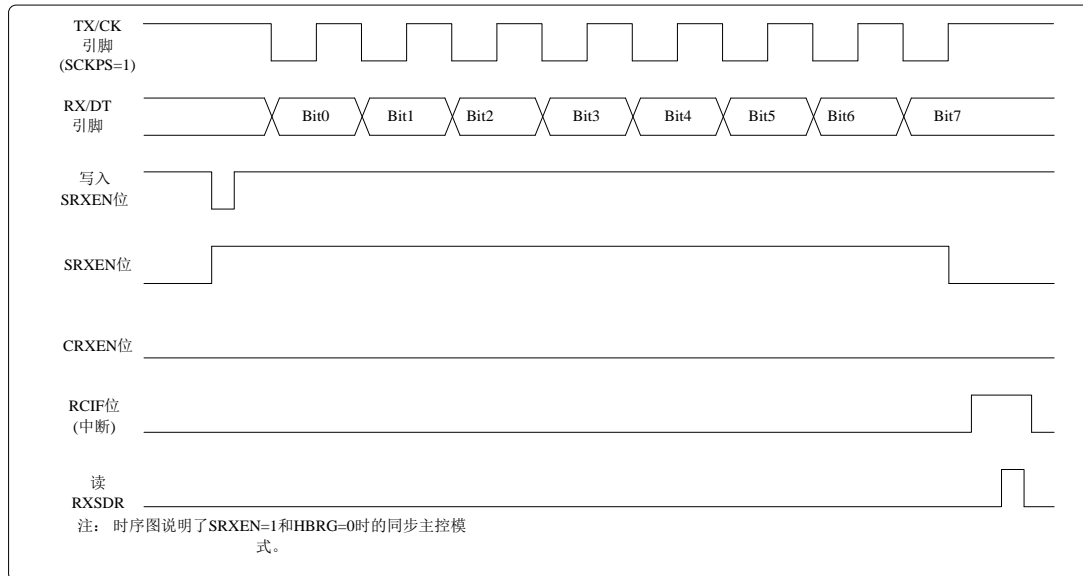 TX/CK
引脚
(SCKPS=1)
RX/DT
引脚
Bit0 Bit1 Bit2 Bit3 Bit4 Bit5 Bit6 Bit7
写入
SRXEN位
SRXEN位
CRXEN位
RCIF位
(中断)
读
RXSDR
注： 时序图说明了SRXEN=1和HBRG=0时的同步主控模
式。